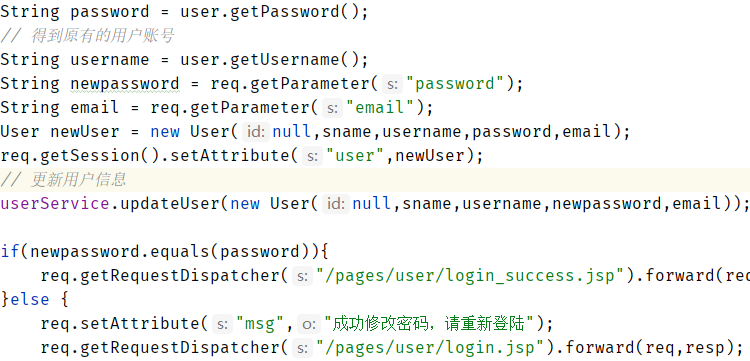 String password = user.getPassword();
// 得到原有的用户账号
String username = user.getUsername();
String newpassword = req.getParameter( s: "password");
String email = req.getParameter( s: "email");
User newUser = new User( id: null,sname,username,password,email);
req.getSession().setAttribute( s: "user",newUser);
// 更新用户信息
userService.updateUser(new User( id: null,sname,username,newpassword,email));
if(newpassword.equals(password)){
    req.getRequestDispatcher( s: "/pages/user/login_success.jsp").forward(req
}else {
    req.setAttribute( s: "msg", o: "成功修改密码，请重新登陆");
    req.getRequestDispatcher( s: "/pages/user/login.jsp").forward(req,resp);